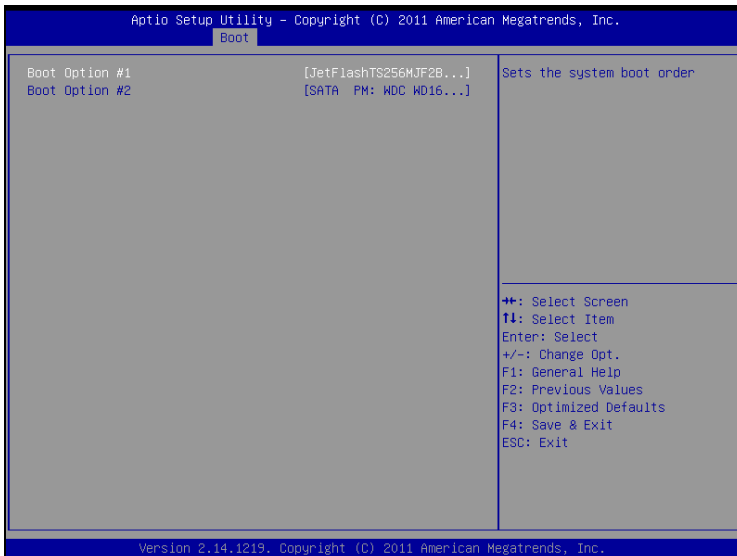 Aptio Setup Utility – Copyright (C) 2011 American Megatrends, Inc.
Boot
Boot Option #1 [JetFlashTS256MJF2B...]
Boot Option #2 [SATA PM: WDC WD16...]
Sets the system boot order
→←: Select Screen
↑↓: Select Item
Enter: Select
+/-: Change Opt.
F1: General Help
F2: Previous Values
F3: Optimized Defaults
F4: Save & Exit
ESC: Exit
Version 2.14.1219. Copyright (C) 2011 American Megatrends, Inc.